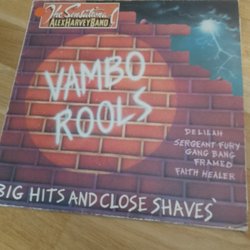 The Sensational
ALEX HARVEY BAND
VAMBO
ROOLS
DELILAH
SERGEANT FURY
GANG BANG
FRAMED
FAITH HEALER
BIG HITS AND CLOSE SHAVES'